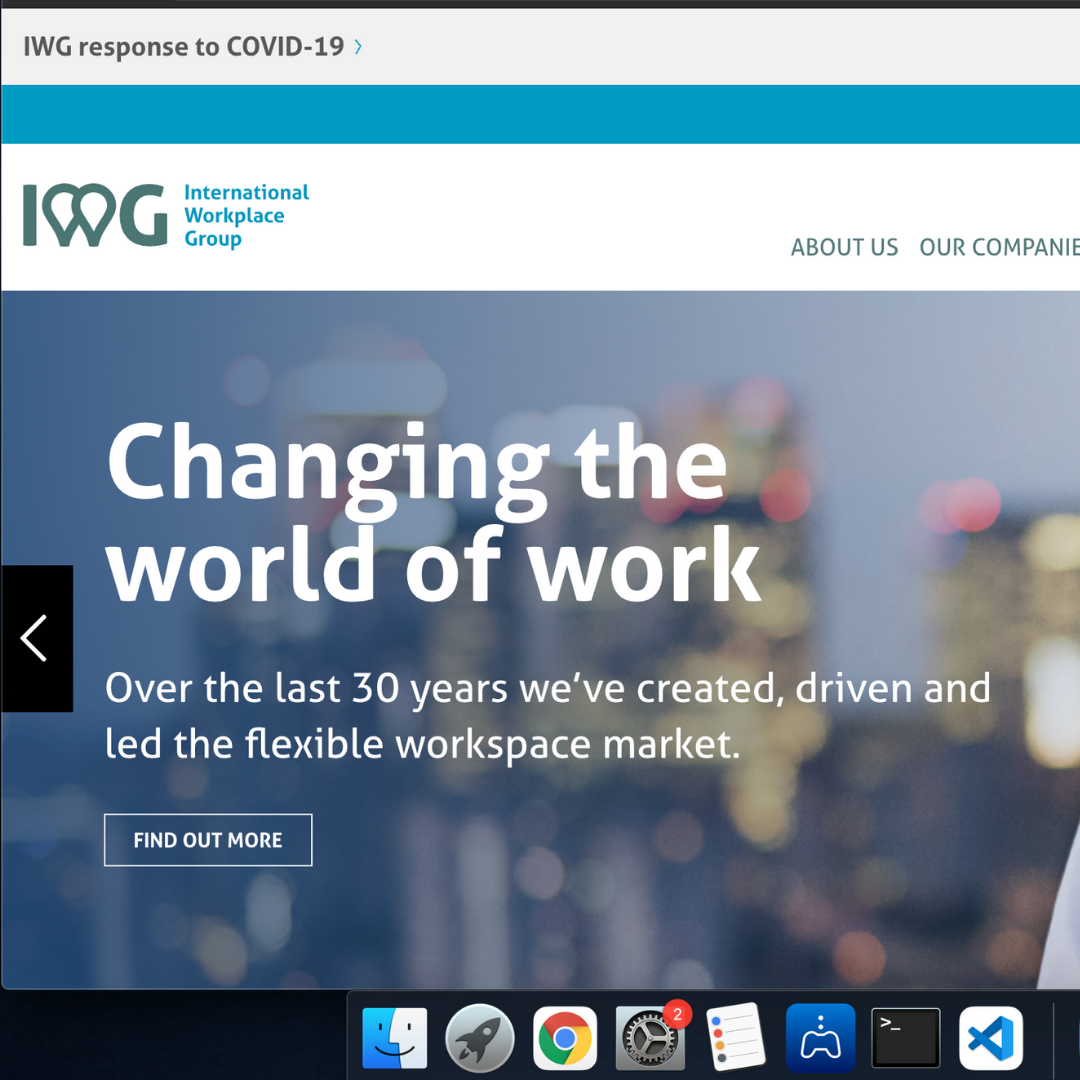 IWG response to COVID-19 >
IWG
International
Workplace
Group
ABOUT US OUR COMPANIE
Changing the
world of work
Over the last 30 years we’ve created, driven and
led the flexible workspace market.
FIND OUT MORE
2
>_